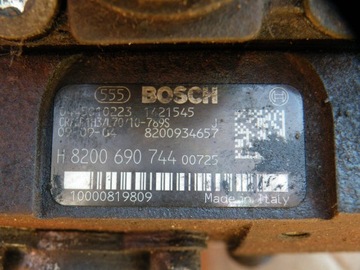 555 BOSCH
0445010223 1/21545
CR/CP1H3/L70/10-789S
09-09-04 8200934657
H 8200 690 744 00725
10000819809 Made in Italy